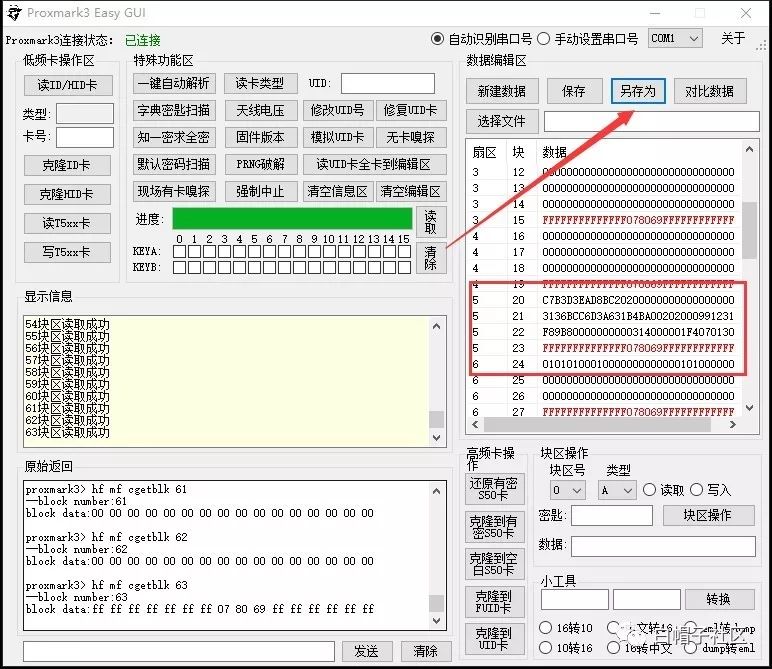 Proxmark3 Easy GUI
Proxmark3连接状态: 已连接
自动识别串口号 手动设置串口号 COM1 关于
低频卡操作区
读ID/HID卡
类型:
卡号:
克隆ID卡
克隆HID卡
读T5xx卡
写T5xx卡
特殊功能区
一键自动解析 读卡类型 UID:
字典密匙扫描 天线电压 修改UID号 修复UID卡
知一密求全密 固件版本 模拟UID卡 无卡嗅探
默认密码扫描 PRNG破解 读UID卡全卡到编辑区
现场有卡嗅探 强制中止 清空信息区 清空编辑区
进度: 读取
0 1 2 3 4 5 6 7 8 9 10 11 12 13 14 15
KEYA:
KEYB:
清除
数据编辑区
新建数据 保存 另存为 对比数据
选择文件
扇区 块 数据
3 12 00000000000000000000000000000000
3 13 00000000000000000000000000000000
3 14 00000000000000000000000000000000
3 15 FFFFFFFFFFFFFF078069FFFFFFFFFFFF
4 16 00000000000000000000000000000000
4 17 00000000000000000000000000000000
4 18 00000000000000000000000000000000
4 19 FFFFFFFFFFFFFF078069FFFFFFFFFFFF
5 20 C7B3D3EAD8BC20200000000000000000
5 21 3136BCC6D3A631B4BA00202000991231
5 22 F89B80000000000314000001F4070130
5 23 FFFFFFFFFFFFFF078069FFFFFFFFFFFF
6 24 01010100010000000000000101000000
6 25 00000000000000000000000000000000
6 26 00000000000000000000000000000000
6 27 FFFFFFFFFFFFFF078069FFFFFFFFFFFF
显示信息
54块区读取成功
55块区读取成功
56块区读取成功
57块区读取成功
58块区读取成功
59块区读取成功
60块区读取成功
61块区读取成功
62块区读取成功
63块区读取成功
原始返回
proxmark3> hf mf cgetblk 61
--block number:61
block data:00 00 00 00 00 00 00 00 00 00 00 00 00 00 00 00
proxmark3> hf mf cgetblk 62
--block number:62
block data:00 00 00 00 00 00 00 00 00 00 00 00 00 00 00 00
proxmark3> hf mf cgetblk 63
--block number:63
block data:ff ff ff ff ff ff ff 07 80 69 ff ff ff ff ff ff
发送 清除
高频卡操作
还原有密S50卡
克隆到有密S50卡
克隆到空白S50卡
克隆到FUID卡
克隆到UID卡
块区操作
块区号 类型
0 A 读取 写入
密匙: 块区操作
数据:
小工具
转换
16转10 中文转16 eml转dump
10转16 16转中文 dump转eml
白帽子社区